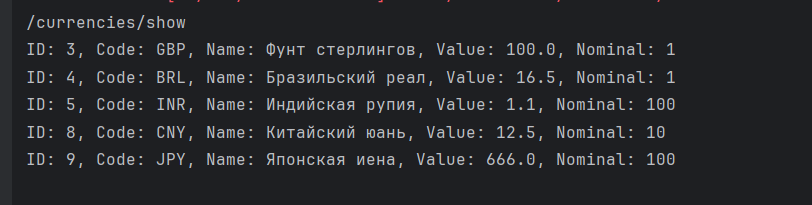 /currencies/show
ID: 3, Code: GBP, Name: Фунт стерлингов, Value: 100.0, Nominal: 1
ID: 4, Code: BRL, Name: Бразильский реал, Value: 16.5, Nominal: 1
ID: 5, Code: INR, Name: Индийская рупия, Value: 1.1, Nominal: 100
ID: 8, Code: CNY, Name: Китайский юань, Value: 12.5, Nominal: 10
ID: 9, Code: JPY, Name: Японская иена, Value: 666.0, Nominal: 100